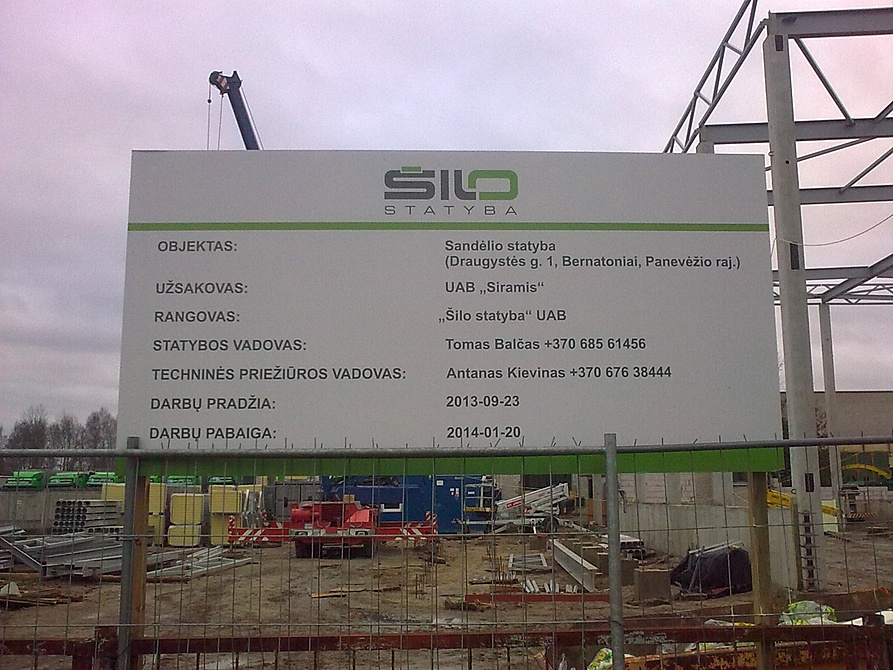 ŠILO
STATYBA
OBJEKTAS: Sandėlio statyba
(Draugystės g. 1, Bernatoniai, Panevėžio raj.)
UŽSAKOVAS: UAB „Siramis“
RANGOVAS: „Šilo statyba“ UAB
STATYBOS VADOVAS: Tomas Balčas +370 685 61456
TECHNINĖS PRIEŽIŪROS VADOVAS: Antanas Kievinas +370 676 38444
DARBŲ PRADŽIA: 2013-09-23
DARBŲ PABAIGA: 2014-01-20